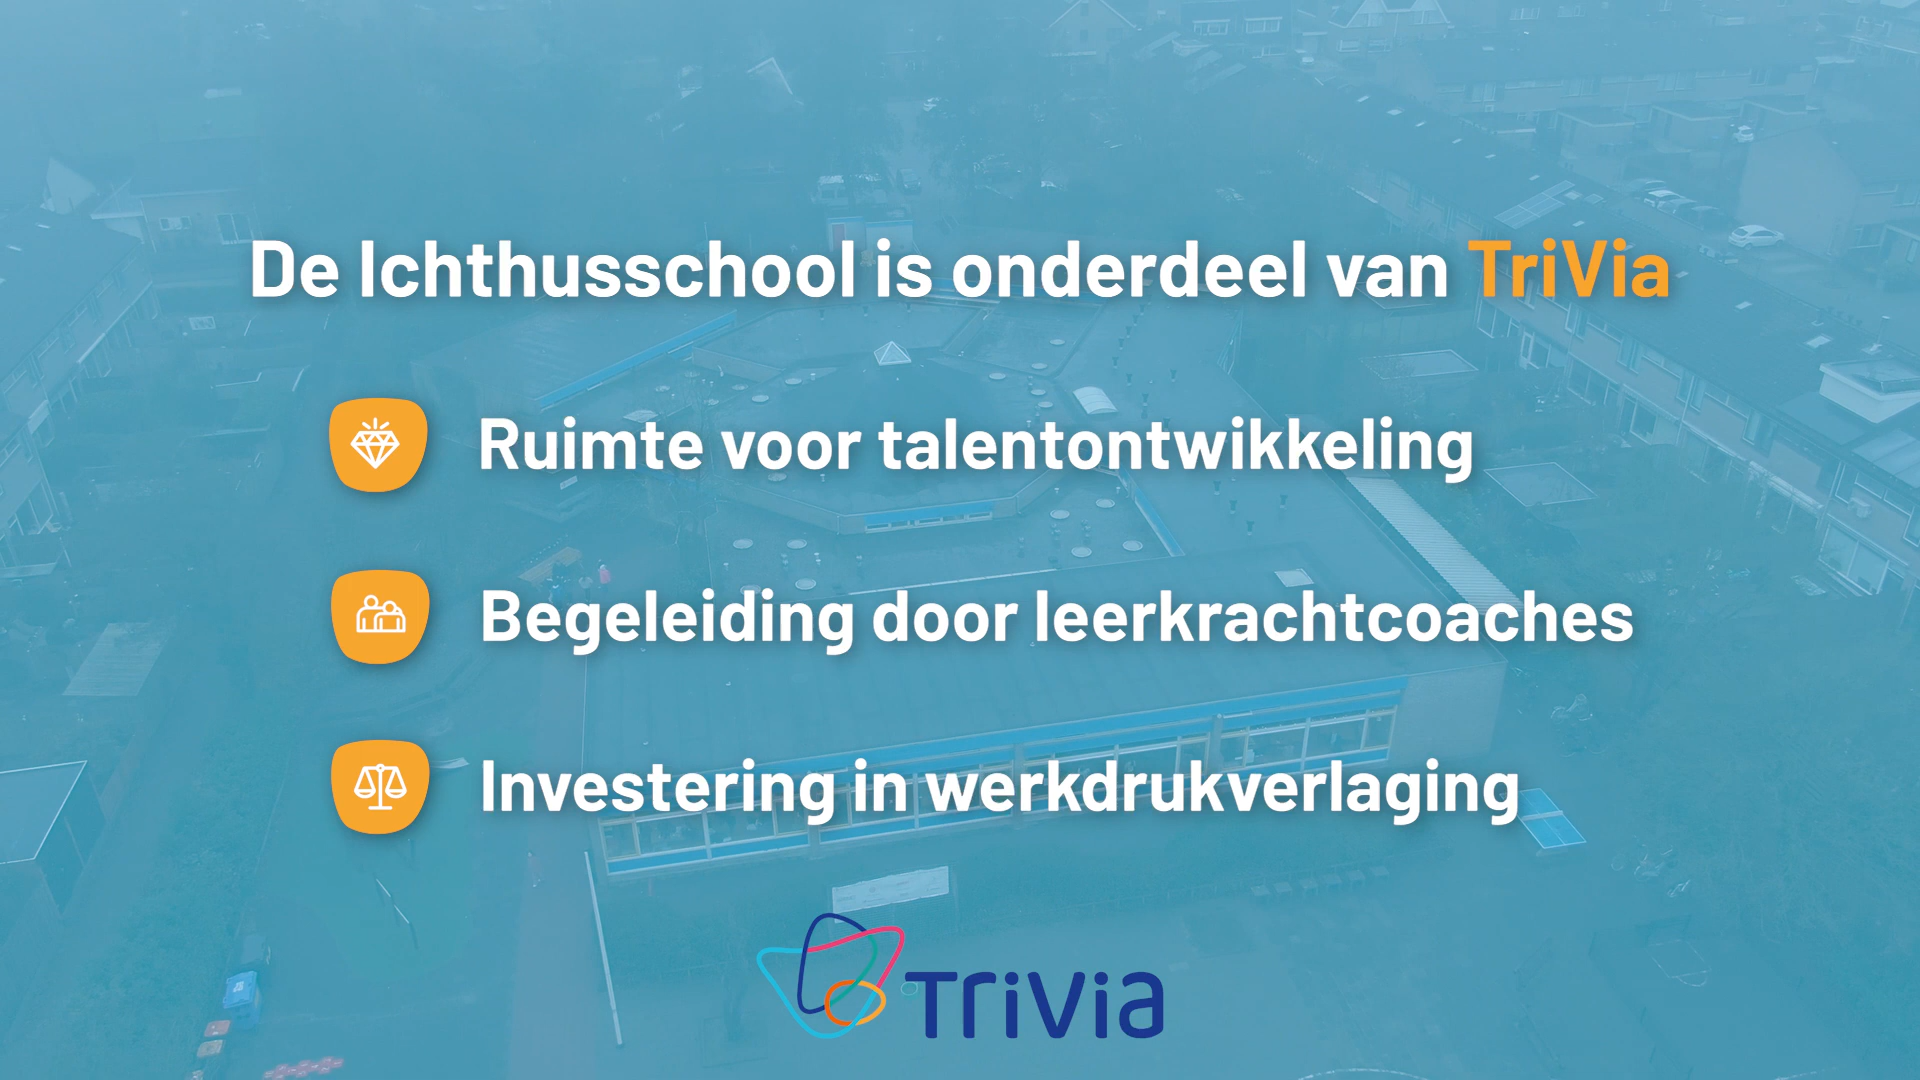 De Ichthusschool is onderdeel van TriVia
Ruimte voor talentontwikkeling
Begeleiding door leerkrachtcoaches
Investering in werkdrukverlaging
TriVia